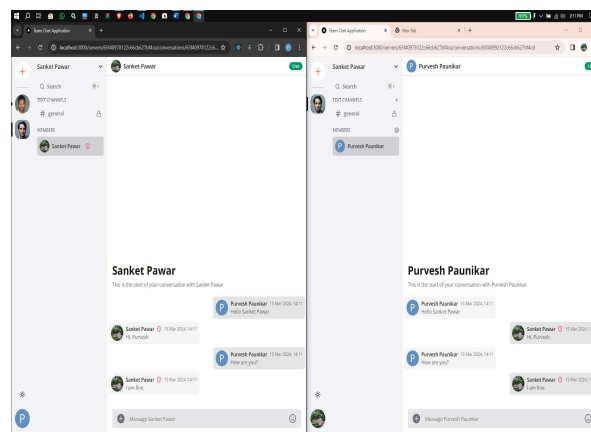 59%
2:11 PM
Team Chat Application
localhost:3000/servers/
Sanket Pawar
Search
TEXT CHANNELS
# general
MEMBERS
Sanket Pawar
P
Sanket Pawar
Live
Sanket Pawar
This is the start of your conversation with Sanket Pawar
P
Purvesh Paunikar 15 Mar 2024, 14:11
Hello Sanket Pawar
Sanket Pawar 15 Mar 2024, 14:11
Hi, Purvesh
P
Purvesh Paunikar 15 Mar 2024, 14:11
How are you?
Sanket Pawar 15 Mar 2024, 14:11
I am fine.
Message Sanket Pawar
Team Chat Application
New Tab
localhost:3000/servers/
Sanket Pawar
Search
TEXT CHANNELS
# general
MEMBERS
P
Purvesh Paunikar
P
Purvesh Paunikar
Purvesh Paunikar
This is the start of your conversation with Purvesh Paunikar
P
Purvesh Paunikar 15 Mar 2024, 14:11
Hello Sanket Pawar
Sanket Pawar 15 Mar 2024, 1
Hi, Purvesh
P
Purvesh Paunikar 15 Mar 2024, 14:11
How are you?
Sanket Pawar 15 Mar 2024, 1
I am fine.
Message Purvesh Paunikar